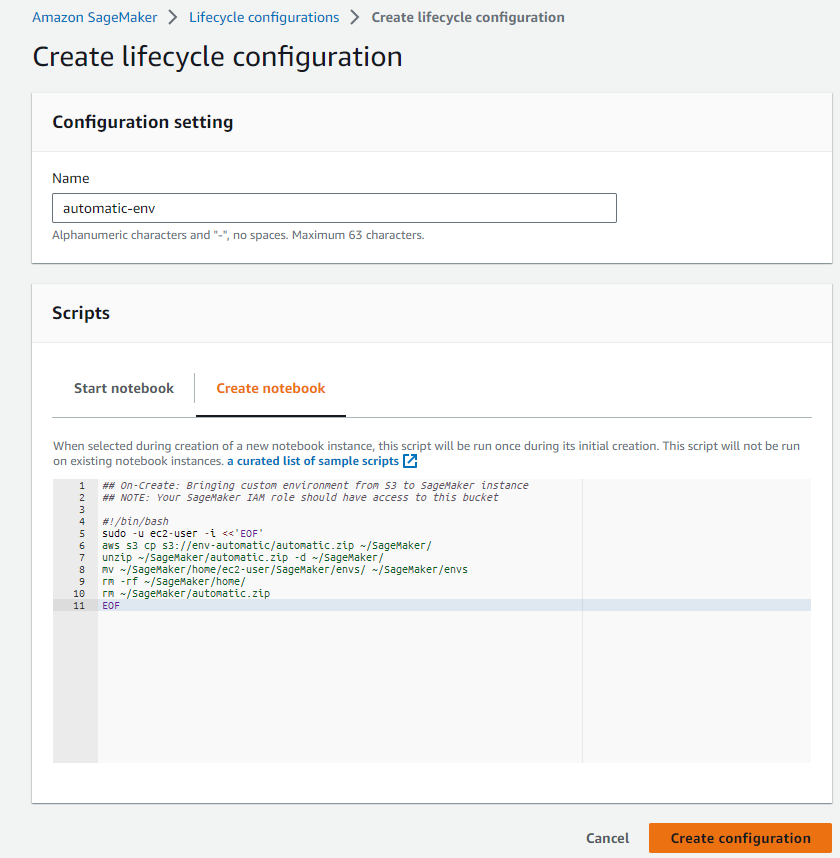 Amazon SageMaker > Lifecycle configurations > Create lifecycle configuration
Create lifecycle configuration
Configuration setting
Name
automatic-env
Alphanumeric characters and "-", no spaces. Maximum 63 characters.
Scripts
Start notebook
Create notebook
When selected during creation of a new notebook instance, this script will be run once during its initial creation. This script will not be run
on existing notebook instances. a curated list of sample scripts
1 ## On-Create: Bringing custom environment from S3 to SageMaker instance
2 ## NOTE: Your SageMaker IAM role should have access to this bucket
3
4 #!/bin/bash
5 sudo -u ec2-user -i <<'EOF'
6 aws s3 cp s3://env-automatic/automatic.zip ~/SageMaker/
7 unzip ~/SageMaker/automatic.zip -d ~/SageMaker/
8 mv ~/SageMaker/home/ec2-user/SageMaker/envs/ ~/SageMaker/envs
9 rm -rf ~/SageMaker/home/
10 rm ~/SageMaker/automatic.zip
11 EOF
Cancel
Create configuration